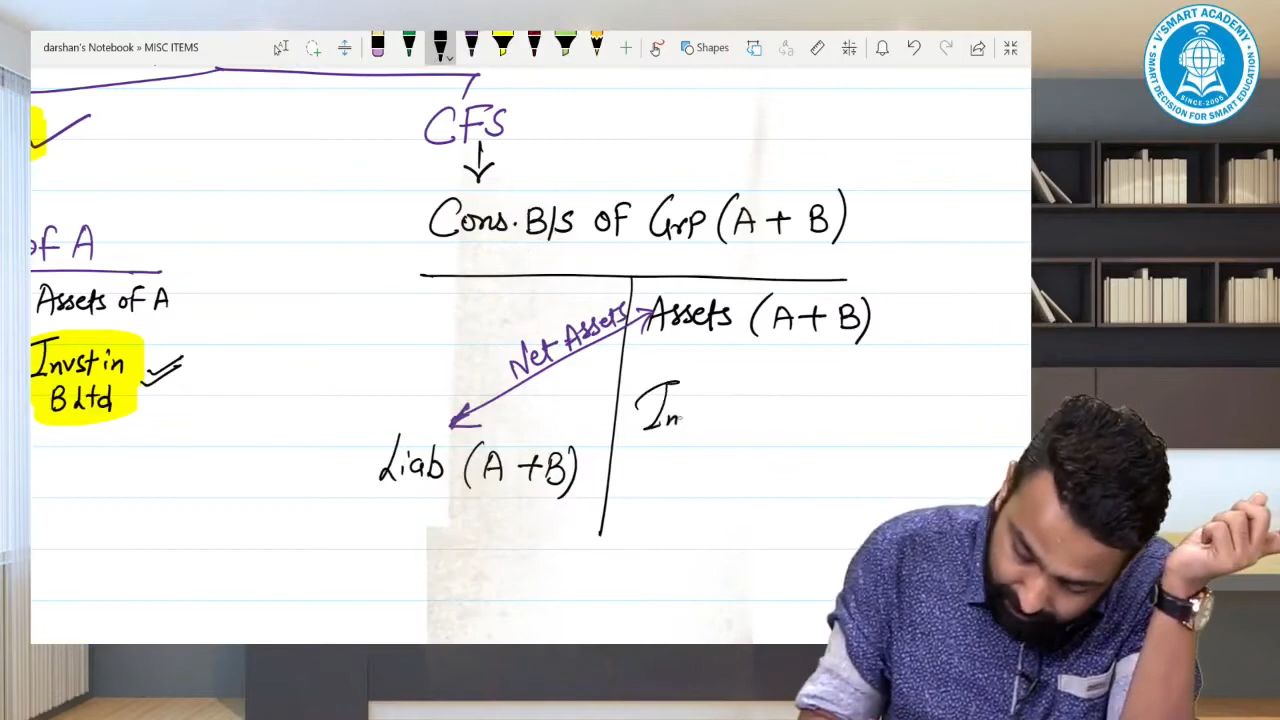 darshan's Notebook » MISC ITEMS
Shapes
V'SMART ACADEMY
SINCE-2005
SMART DECISION FOR SMART EDUCATION
CFS
Cons. B/S of Grp (A + B)
of A
Assets of A
Invst in
B Ltd
Net Assets
Assets (A+B)
In
Liab (A+B)